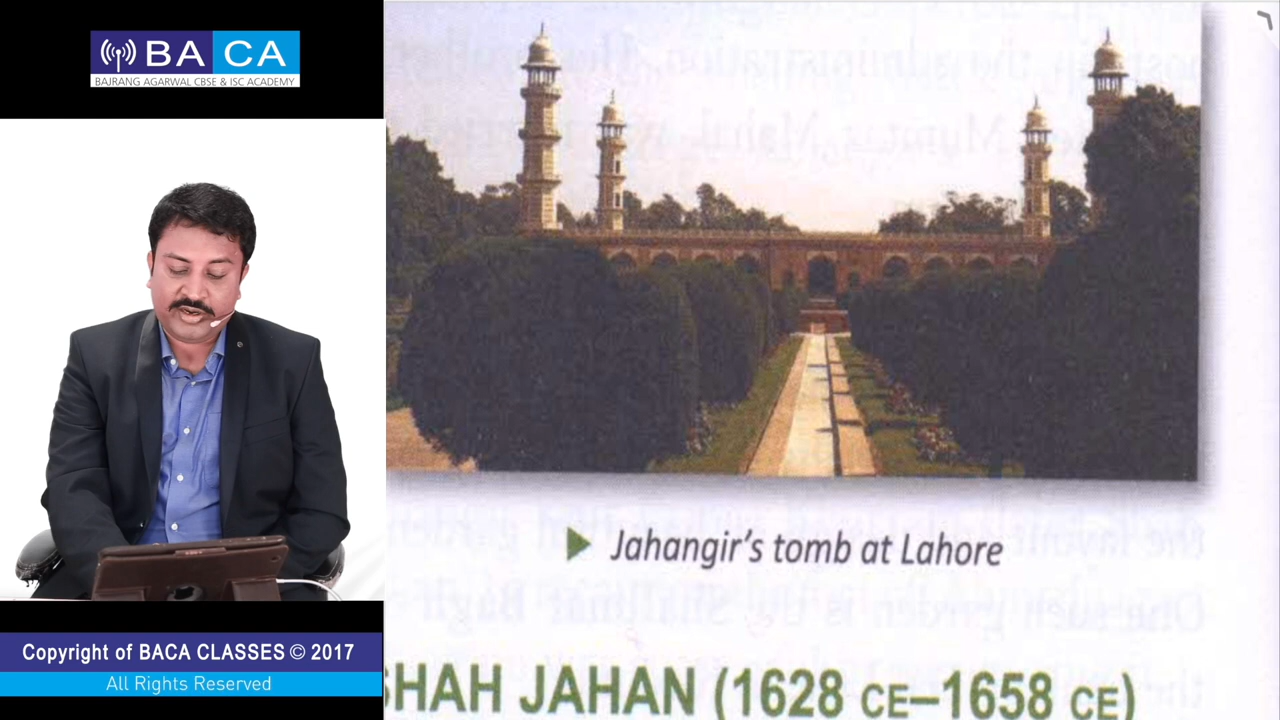 BACA
BAJRANG AGARWAL CBSE & ISC ACADEMY
Jahangir's tomb at Lahore
SHAH JAHAN (1628 CE–1658 CE)
Copyright of BACA CLASSES © 2017
All Rights Reserved